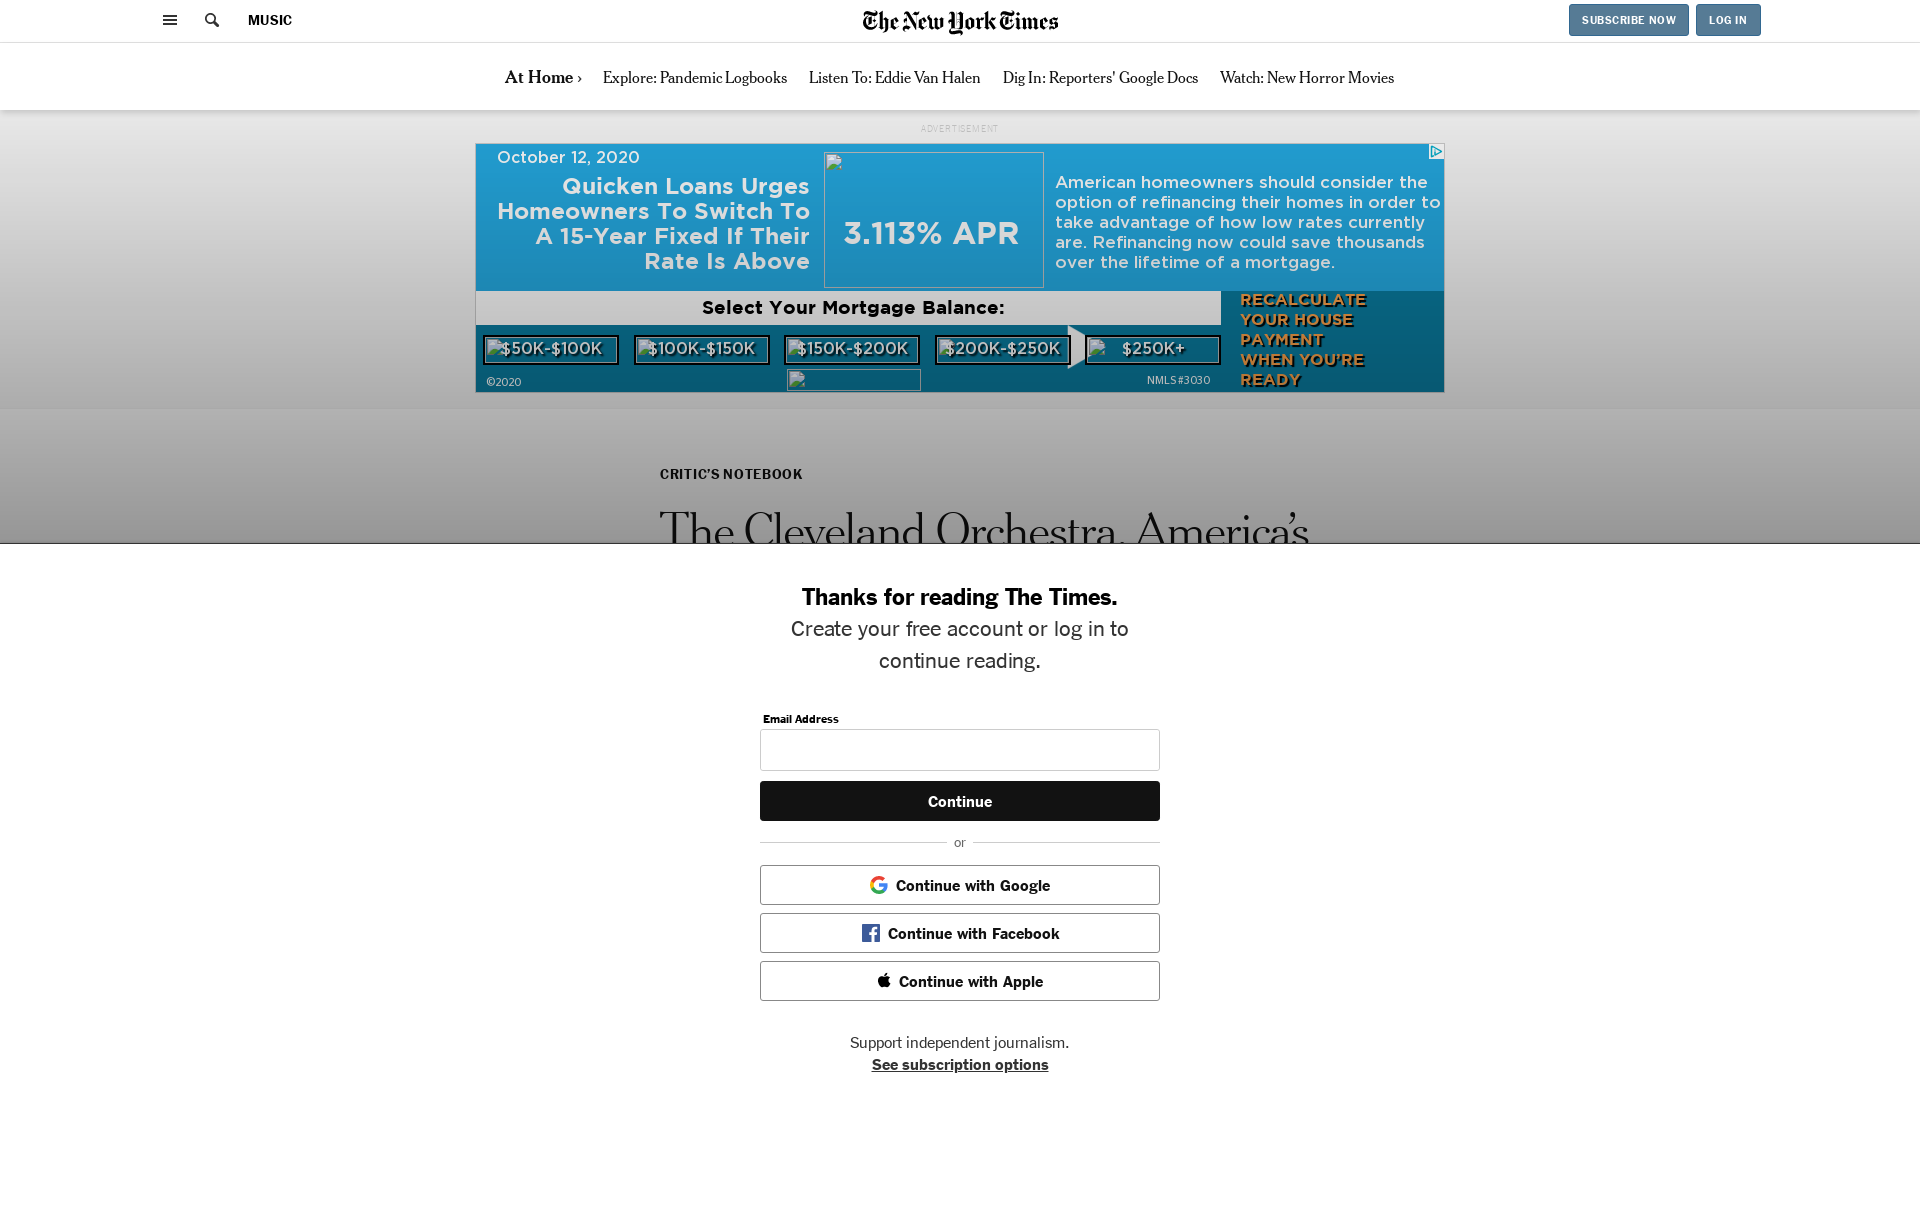 MUSIC
The New York Times
SUBSCRIBE NOW
LOG IN
At Home ›
Explore: Pandemic Logbooks
Listen To: Eddie Van Halen
Dig In: Reporters' Google Docs
Watch: New Horror Movies
ADVERTISEMENT
October 12, 2020
Quicken Loans Urges
Homeowners To Switch To
A 15-Year Fixed If Their
Rate Is Above
3.113% APR
American homeowners should consider the
option of refinancing their homes in order to
take advantage of how low rates currently
are. Refinancing now could save thousands
over the lifetime of a mortgage.
Select Your Mortgage Balance:
$50K-$100K
$100K-$150K
$150K-$200K
$200K-$250K
$250K+
RECALCULATE
YOUR HOUSE
PAYMENT
WHEN YOU'RE
READY
©2020
NMLS #3030
CRITIC'S NOTEBOOK
The Cleveland Orchestra, America's
Thanks for reading The Times.
Create your free account or log in to
continue reading.
Email Address
Continue
or
Continue with Google
Continue with Facebook
Continue with Apple
Support independent journalism.
See subscription options